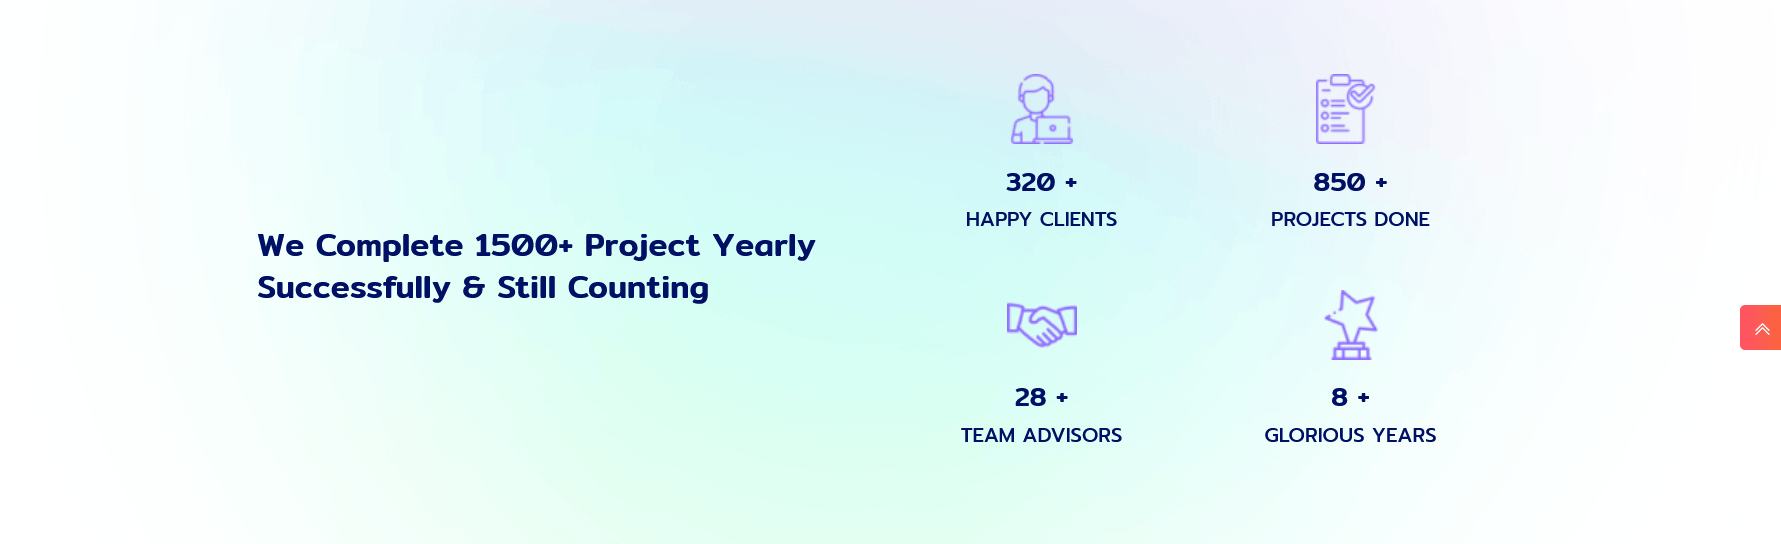 We Complete 1500+ Project Yearly
Successfully & Still Counting
320 +
HAPPY CLIENTS
850 +
PROJECTS DONE
28 +
TEAM ADVISORS
8 +
GLORIOUS YEARS